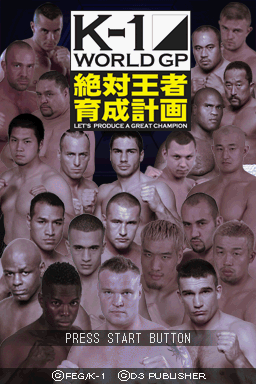 K-1
WORLD GP
絶対王者
育成計画
LET'S PRODUCE A GREAT CHAMPION
PRESS START BUTTON
©FEG/K-1 ©D3 PUBLISHER